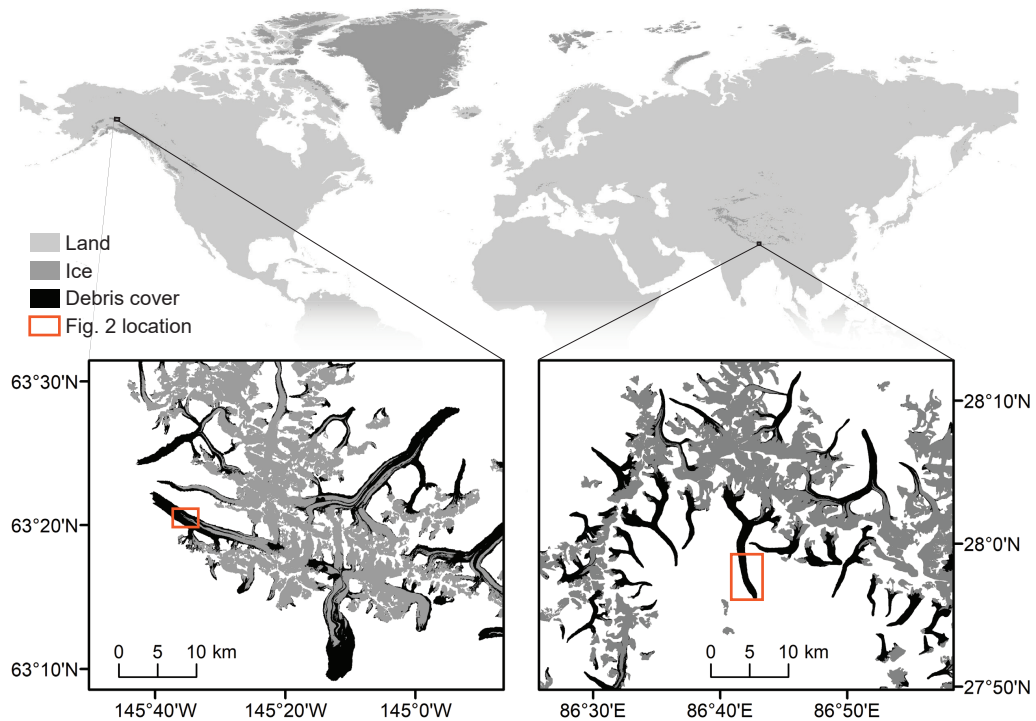 Land
Ice
Debris cover
Fig. 2 location
63°30'N
63°20'N
63°10'N
0 5 10 km
145°40'W 145°20'W 145°0'W
28°10'N
28°0'N
27°50'N
0 5 10 km
86°30'E 86°40'E 86°50'E